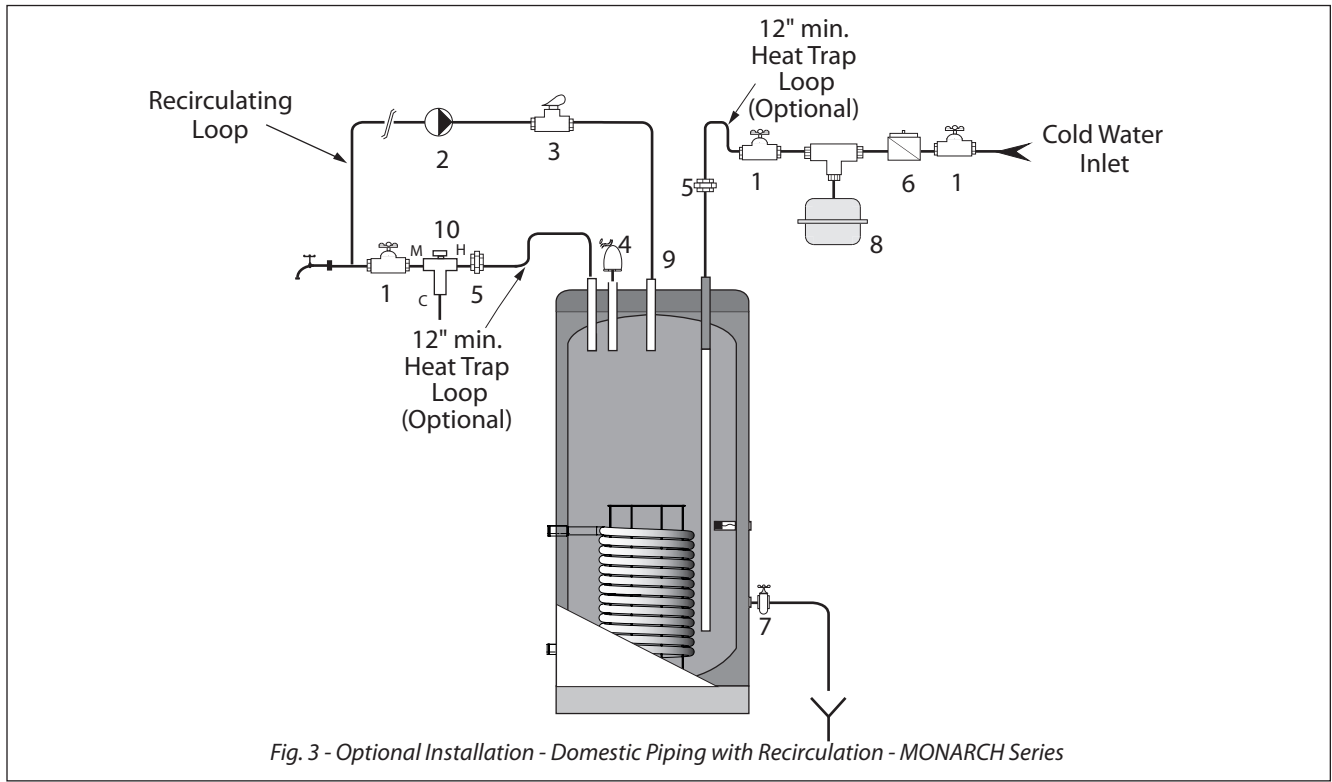 12" min.
Heat Trap
Loop
(Optional)
Recirculating
Loop
2
3
Cold Water
Inlet
1
6
1
5
8
10
M
H
4
9
1
C
5
12" min.
Heat Trap
Loop
(Optional)
7
Fig. 3 - Optional Installation - Domestic Piping with Recirculation - MONARCH Series